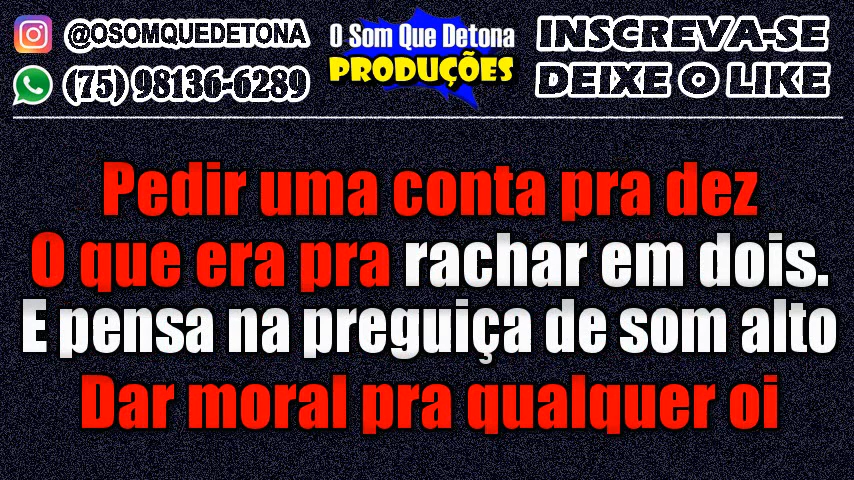 @OSOMQUEDETONA
(75) 98136-6289
O Som Que Detona
PRODUÇÕES
INSCREVA-SE
DEIXE O LIKE
Pedir uma conta pra dez
O que era pra rachar em dois.
E pensa na preguiça de som alto
Dar moral pra qualquer oi